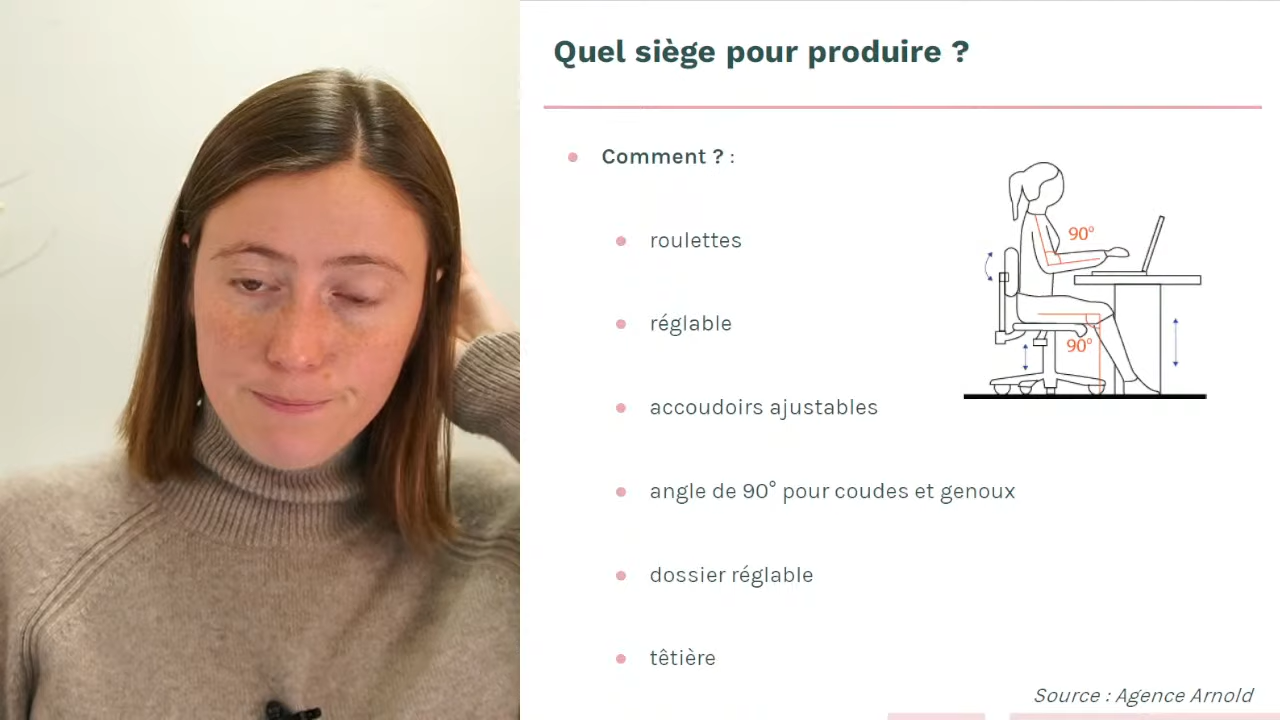 Quel siège pour produire ?
Comment ? :
roulettes
réglable
accoudoirs ajustables
angle de 90° pour coudes et genoux
dossier réglable
têtière
90°
90°
Source : Agence Arnold